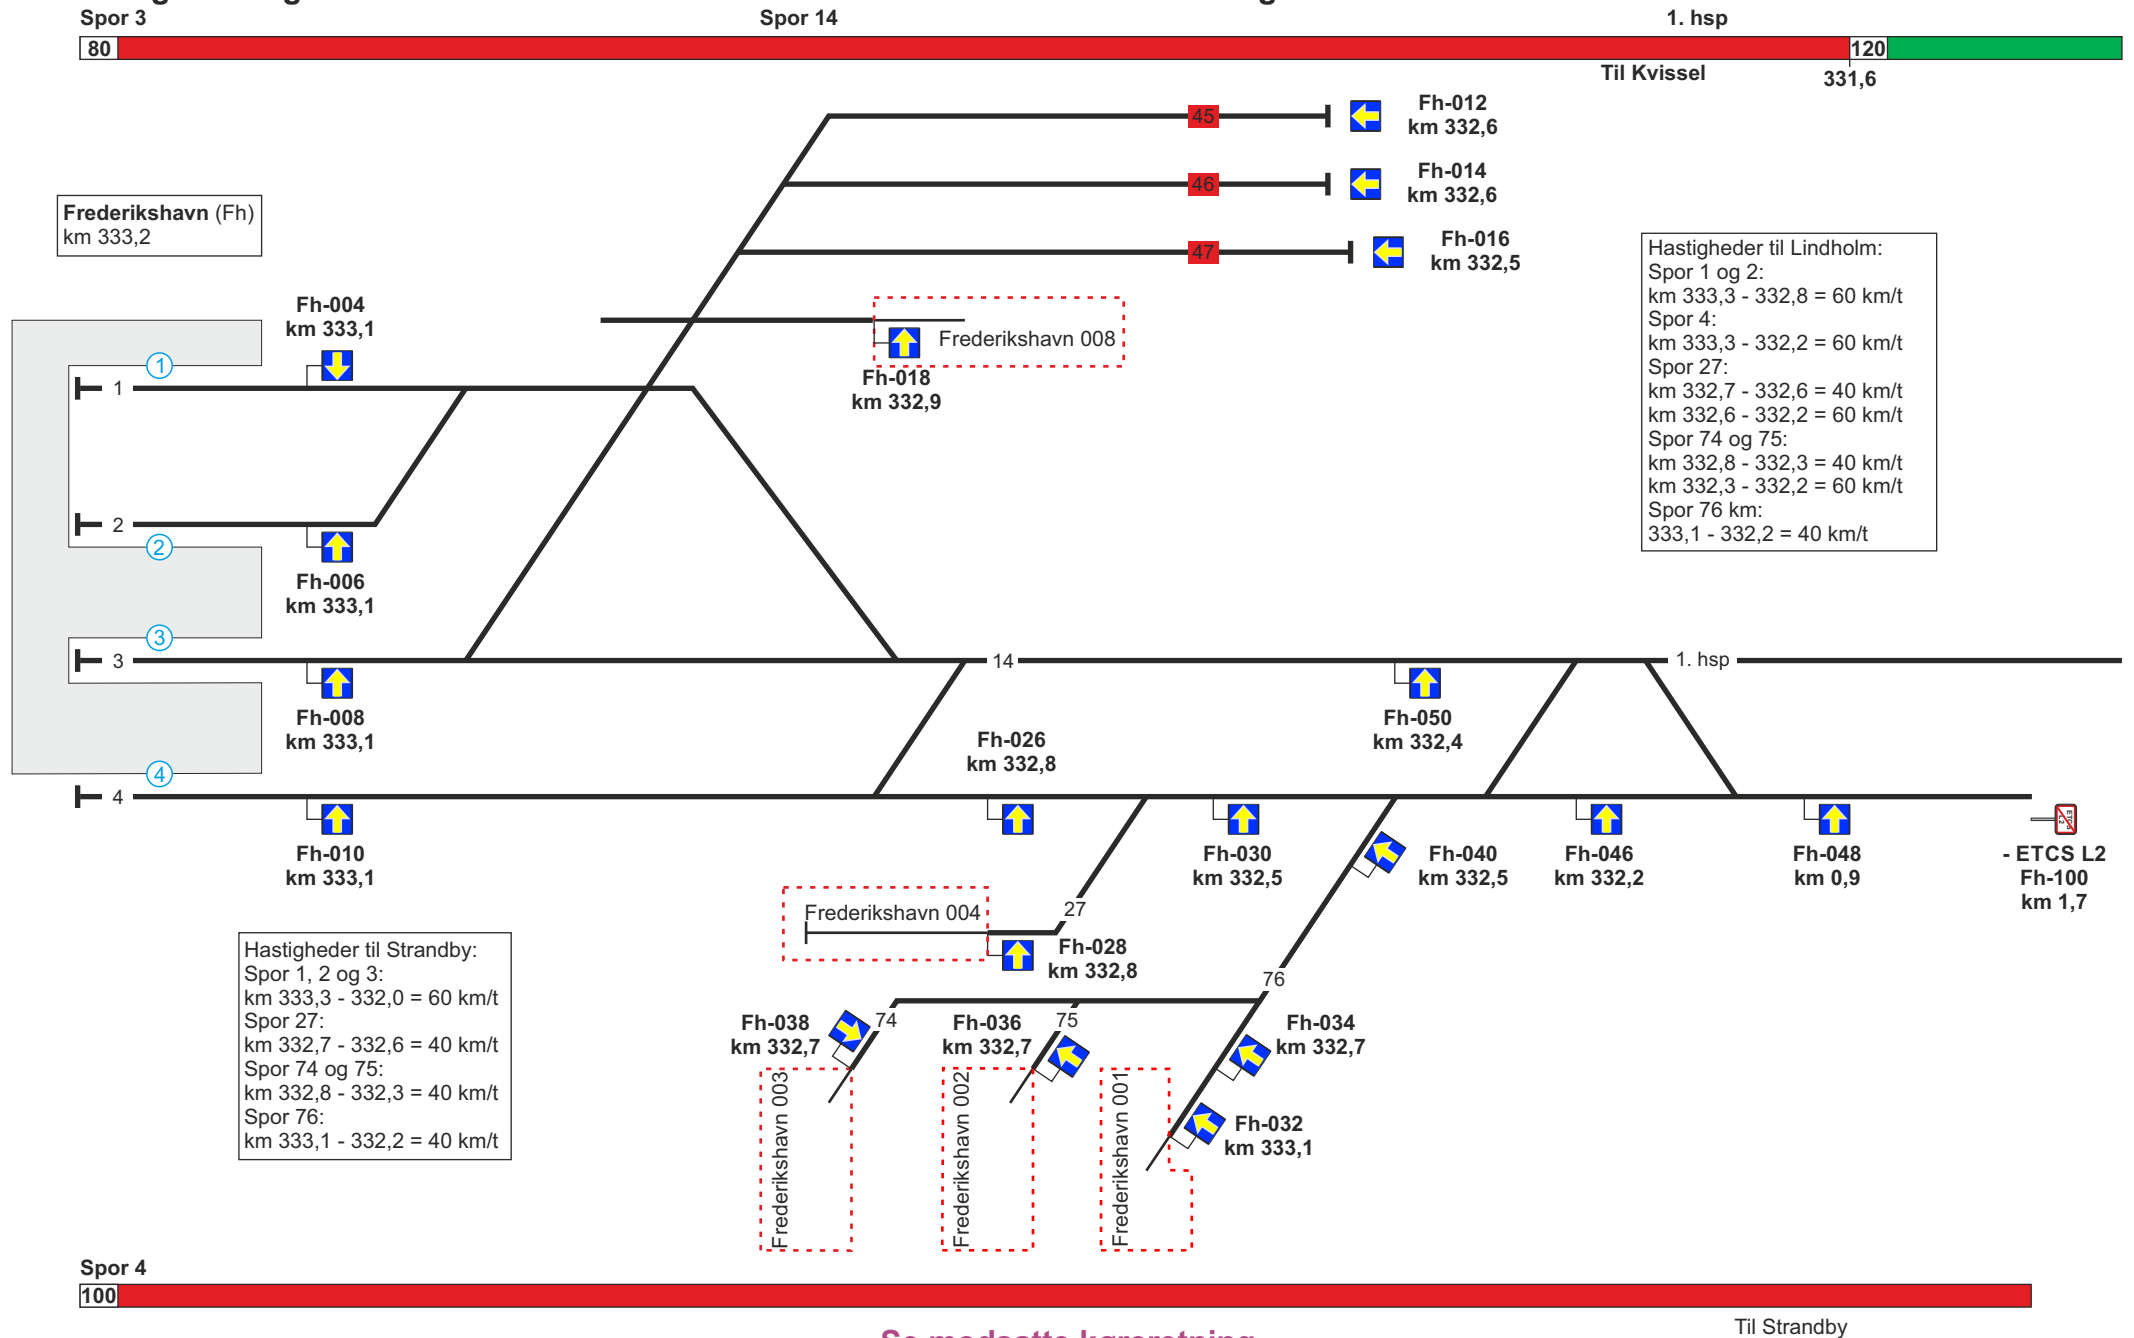 Spor 3
Spor 14
1. hsp
80
120
Til Kvissel
331,6
45
Fh-012
km 332,6
46
Fh-014
km 332,6
47
Fh-016
km 332,5
Frederikshavn (Fh)
km 333,2
Hastigheder til Lindholm:
Spor 1 og 2:
km 333,3 - 332,8 = 60 km/t
Spor 4:
km 333,3 - 332,2 = 60 km/t
Spor 27:
km 332,7 - 332,6 = 40 km/t
km 332,6 - 332,2 = 60 km/t
Spor 74 og 75:
km 332,8 - 332,3 = 40 km/t
km 332,3 - 332,2 = 60 km/t
Spor 76 km:
333,1 - 332,2 = 40 km/t
Fh-004
km 333,1
Frederikshavn 008
Fh-018
km 332,9
1
1
2
2
Fh-006
km 333,1
3
3
14
1. hsp
Fh-008
km 333,1
Fh-050
km 332,4
Fh-026
km 332,8
4
4
Fh-010
km 333,1
Fh-030
km 332,5
Fh-040
km 332,5
Fh-046
km 332,2
Fh-048
km 0,9
ETCS
L2
- ETCS L2
Fh-100
km 1,7
Frederikshavn 004
27
Fh-028
km 332,8
Hastigheder til Strandby:
Spor 1, 2 og 3:
km 333,3 - 332,0 = 60 km/t
Spor 27:
km 332,7 - 332,6 = 40 km/t
Spor 74 og 75:
km 332,8 - 332,3 = 40 km/t
Spor 76:
km 333,1 - 332,2 = 40 km/t
76
Fh-038
km 332,7
74
Fh-036
km 332,7
75
Fh-034
km 332,7
Frederikshavn 003
Frederikshavn 002
Frederikshavn 001
Fh-032
km 333,1
Spor 4
100
Til Strandby
Se modsatte køreretning